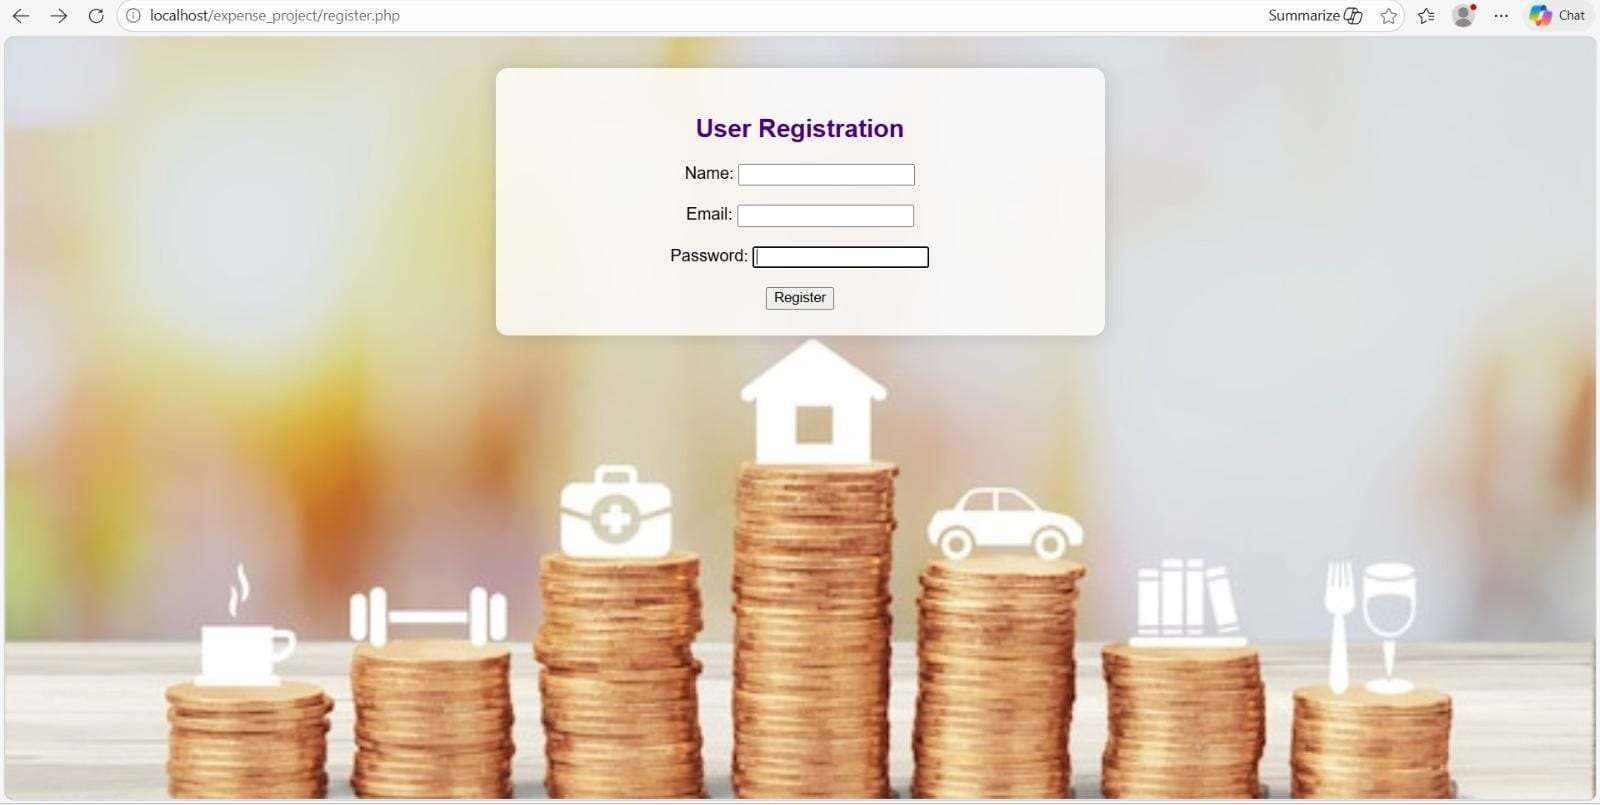 localhost/expense_project/register.php
Summarize
Chat
User Registration
Name:
Email:
Password:
Register